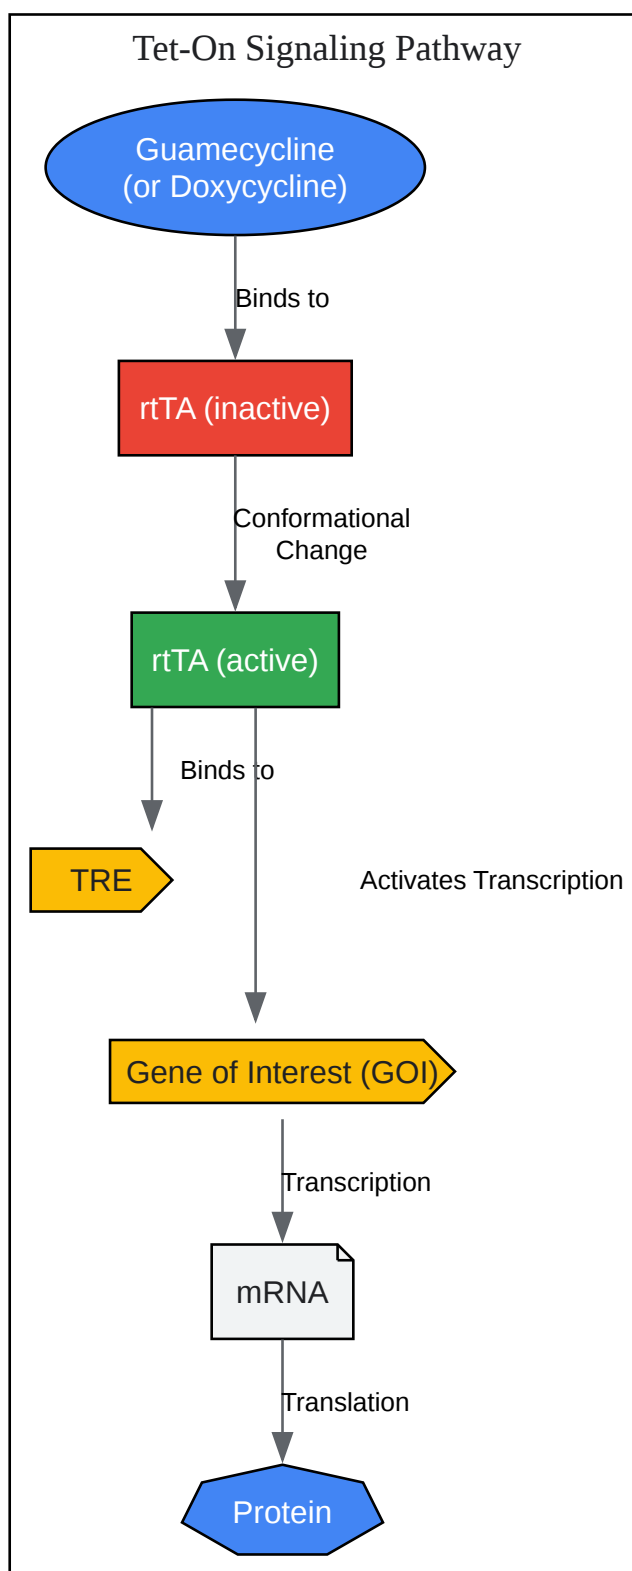 Tet-On Signaling Pathway
Guamecycline
(or Doxycycline)
Binds to
rtTA (inactive)
Conformational
Change
rtTA (active)
Binds to
TRE
Activates Transcription
Gene of Interest (GOI)
Transcription
mRNA
Translation
Protein